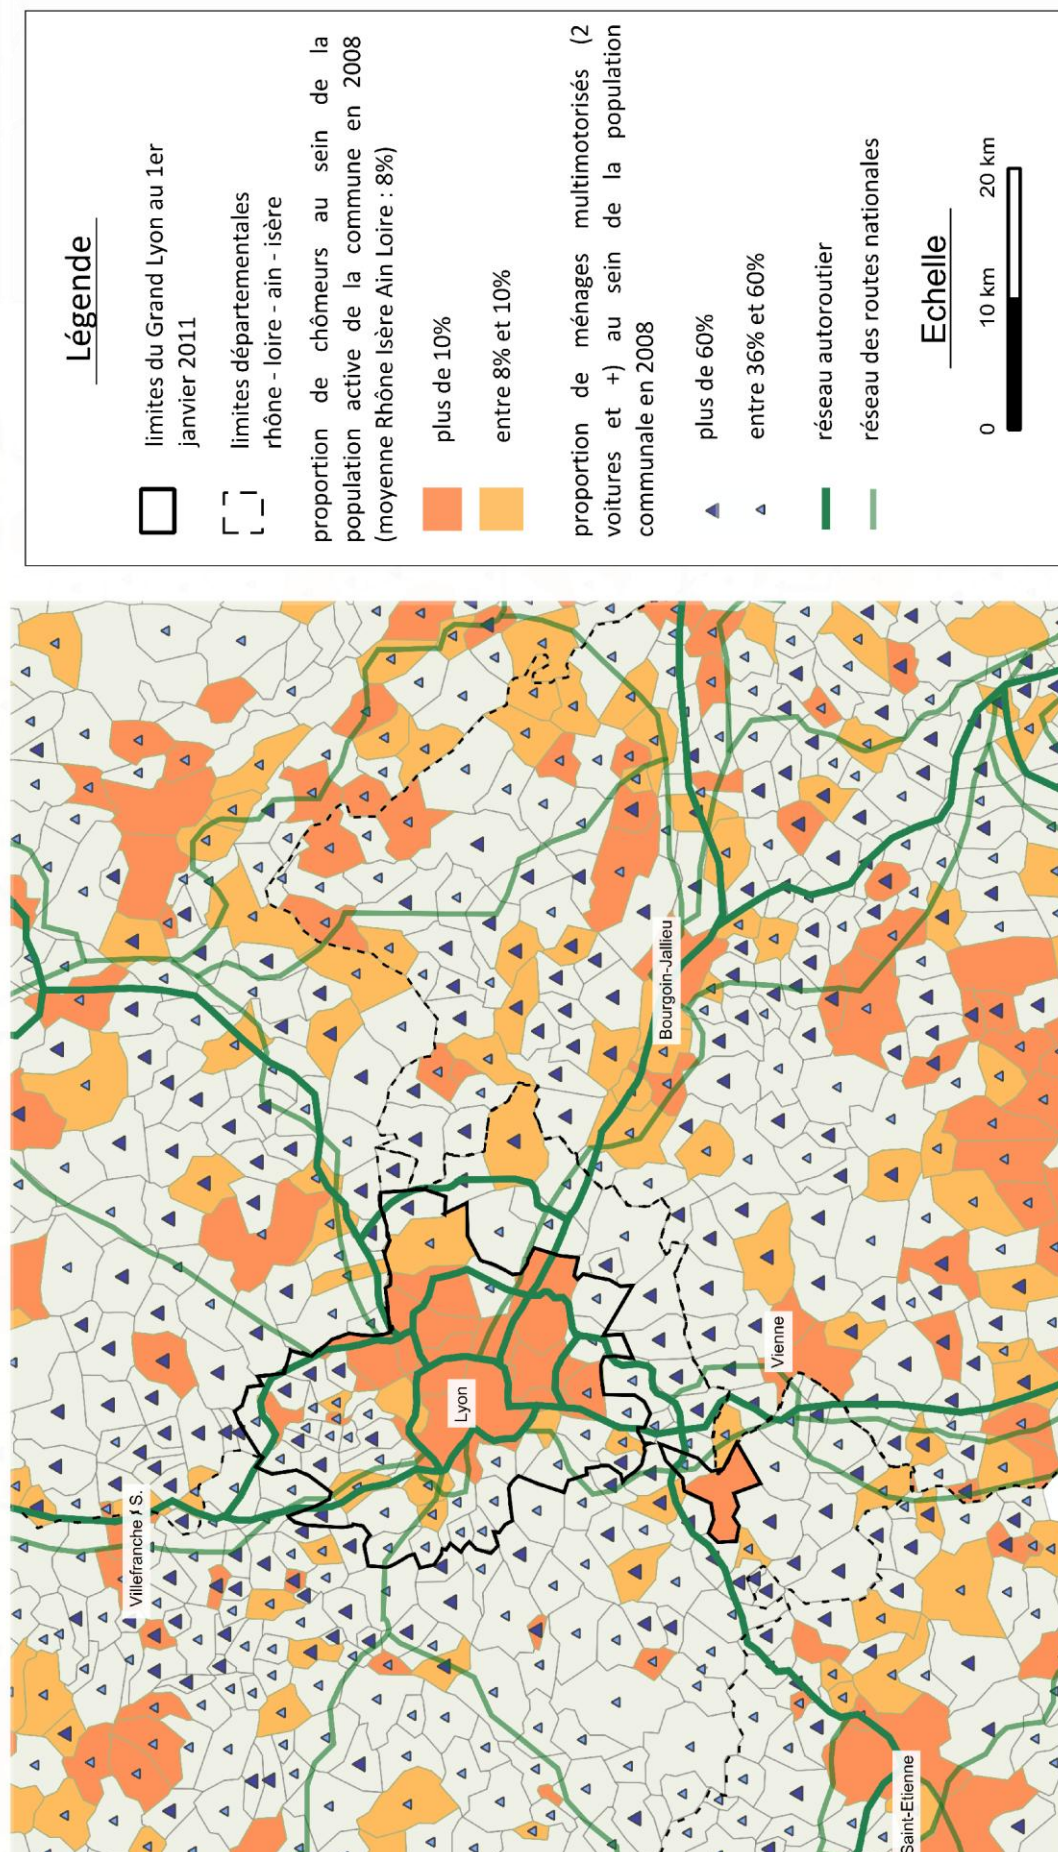 Légende
limites du Grand Lyon au 1er
janvier 2011
limites départementales
rhône - loire - ain - isère
proportion de chômeurs au sein de la
population active de la commune en 2008
(moyenne Rhône Isère Ain Loire : 8%)
plus de 10%
entre 8% et 10%
proportion de ménages multimotorisés (2
voitures et +) au sein de la population
communale en 2008
plus de 60%
entre 36% et 60%
réseau autoroutier
réseau des routes nationales
Echelle
0 10 km 20 km
Villefranche / S.
Lyon
Bourgoin-Jallieu
Vienne
Saint-Etienne